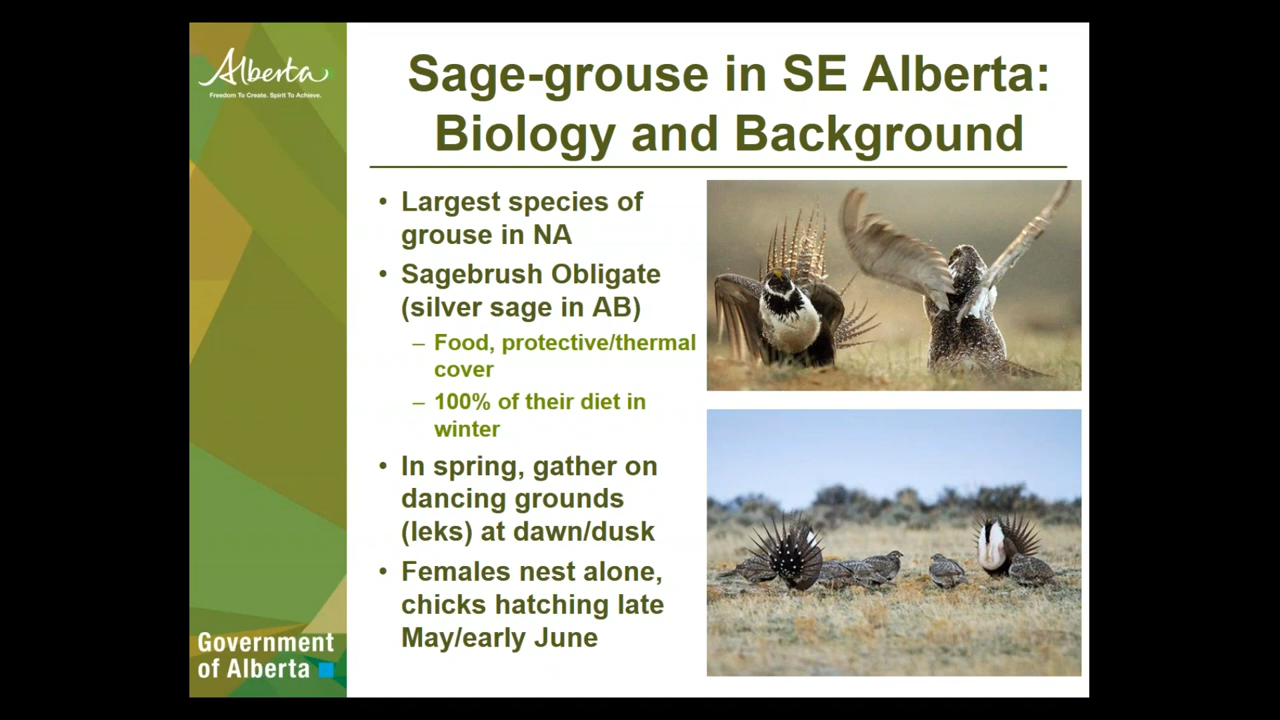 Alberta
Freedom To Create. Spirit To Achieve.
Sage-grouse in SE Alberta:
Biology and Background
• Largest species of
grouse in NA
• Sagebrush Obligate
(silver sage in AB)
– Food, protective/thermal
cover
– 100% of their diet in
winter
• In spring, gather on
dancing grounds
(leks) at dawn/dusk
• Females nest alone,
chicks hatching late
May/early June
Government
of Alberta